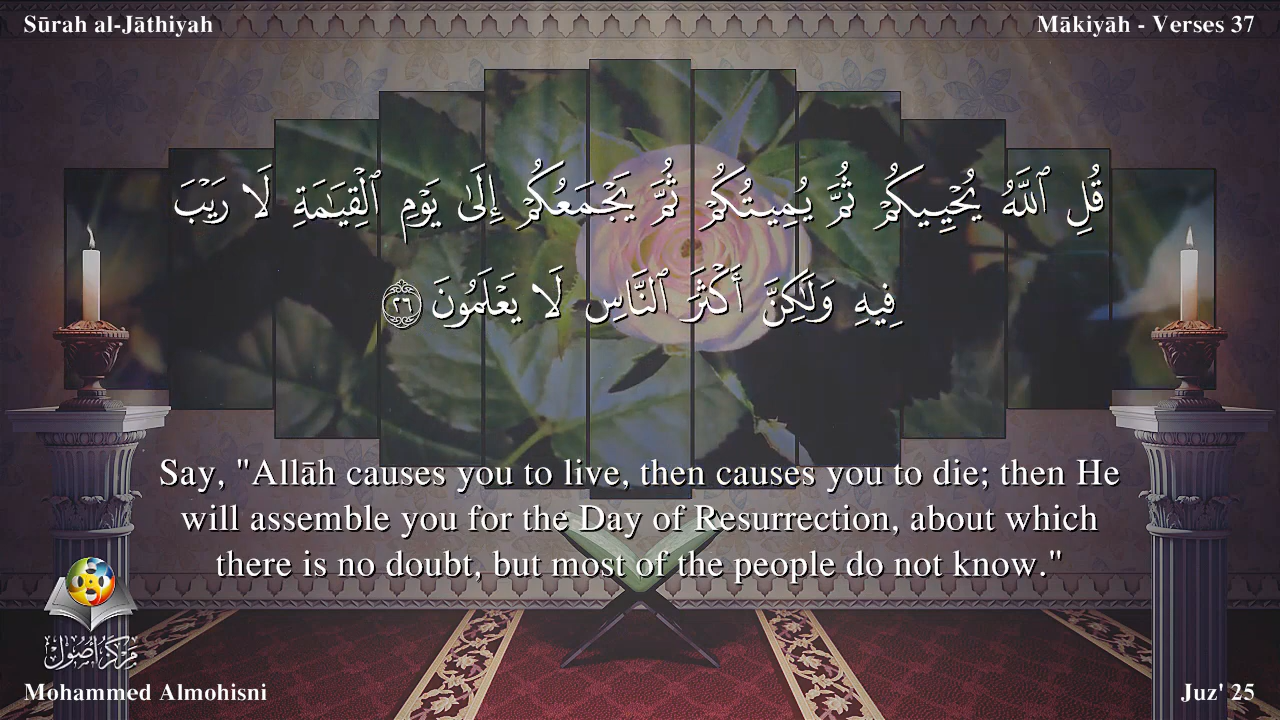 Sūrah al-Jāthiyah
Mākiyāh - Verses 37
قُلِ ٱللَّهُ يُحْيِيكُمْ ثُمَّ يُمِيتُكُمْ ثُمَّ يَجْمَعُكُمْ إِلَىٰ يَوْمِ ٱلْقِيَـٰمَةِ لَا رَيْبَ
فِيهِ وَلَـٰكِنَّ أَكْثَرَ ٱلنَّاسِ لَا يَعْلَمُونَ ٢٦
Say, "Allāh causes you to live, then causes you to die; then He
will assemble you for the Day of Resurrection, about which
there is no doubt, but most of the people do not know."
مركز أصول
Mohammed Almohisni
Juz' 25